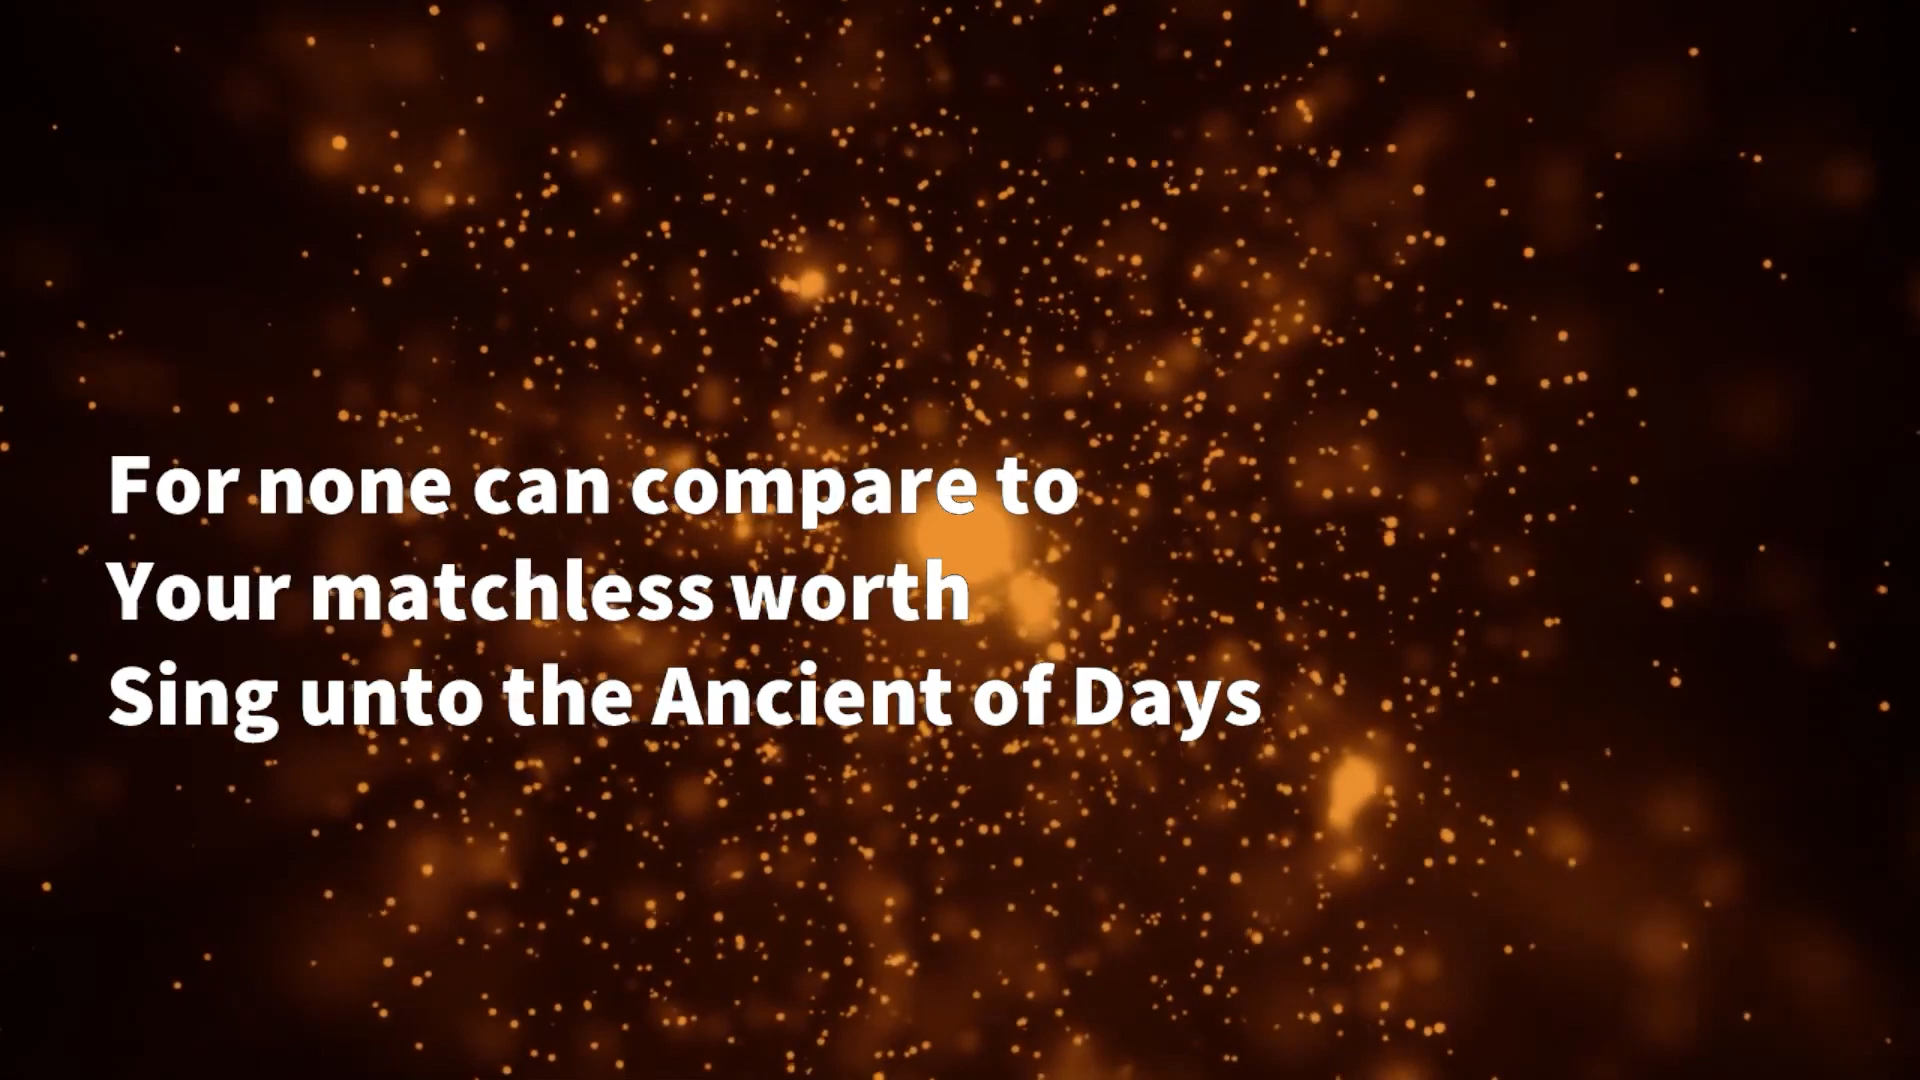 For none can compare to
Your matchless worth
Sing unto the Ancient of Days